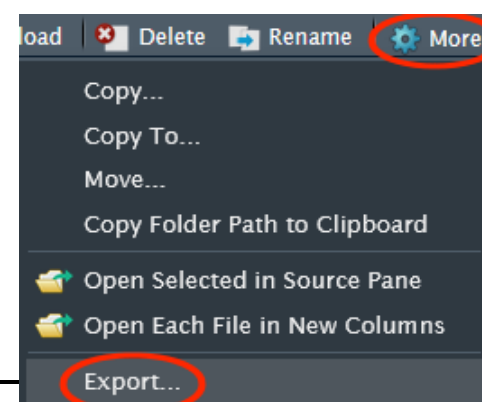 load Delete Rename More
Copy...
Copy To...
Move...
Copy Folder Path to Clipboard
Open Selected in Source Pane
Open Each File in New Columns
Export...